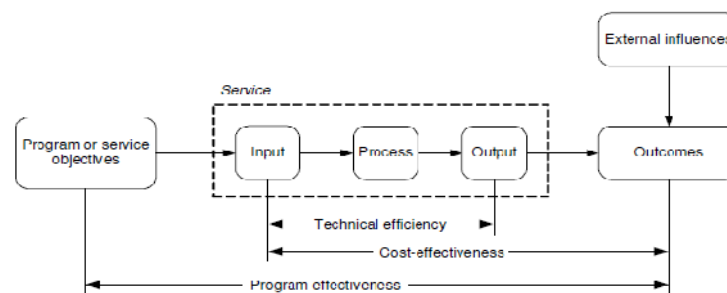 External influences
Service
Program or service
objectives
Input
Process
Output
Outcomes
Technical efficiency
Cost-effectiveness
Program effectiveness